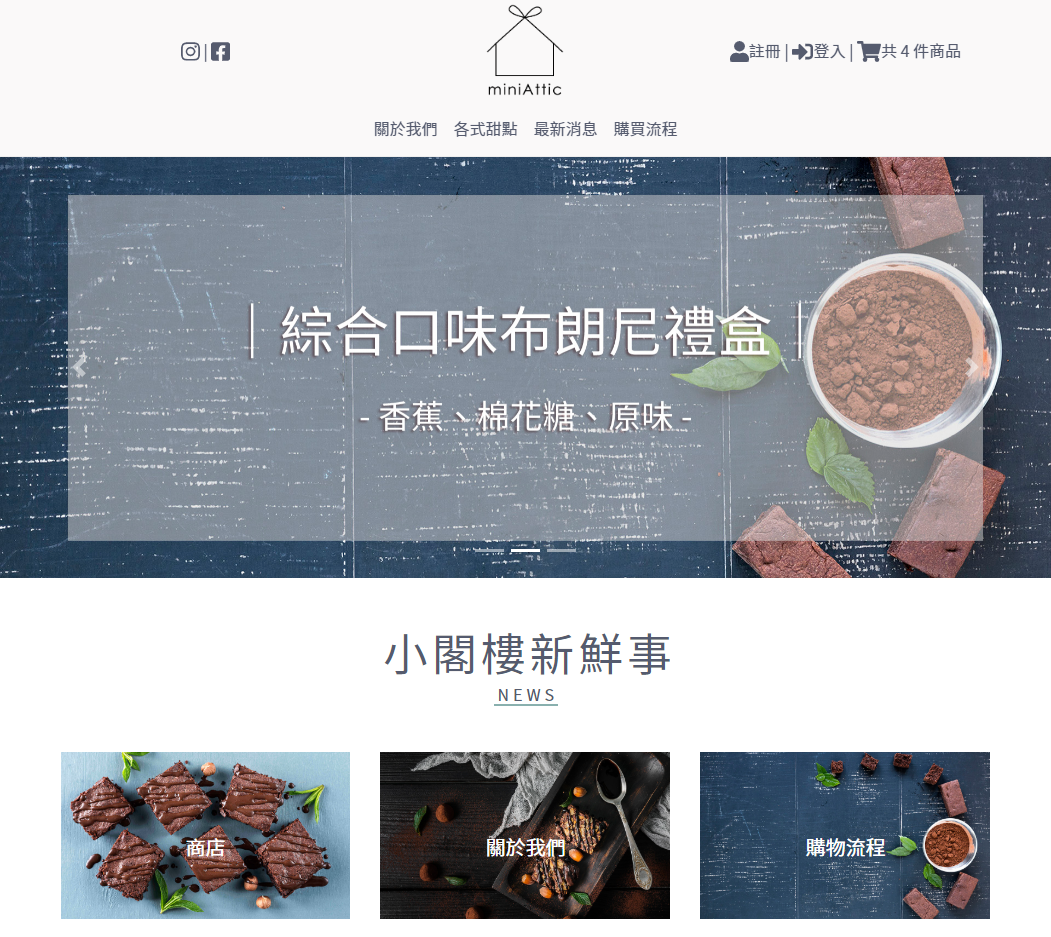 | 註冊 | 登入 | 共 4 件商品
miniAttic
關於我們 各式甜點 最新消息 購買流程
｜綜合口味布朗尼禮盒｜
- 香蕉、棉花糖、原味 -
小閣樓新鮮事
NEWS
商店 關於我們 購物流程